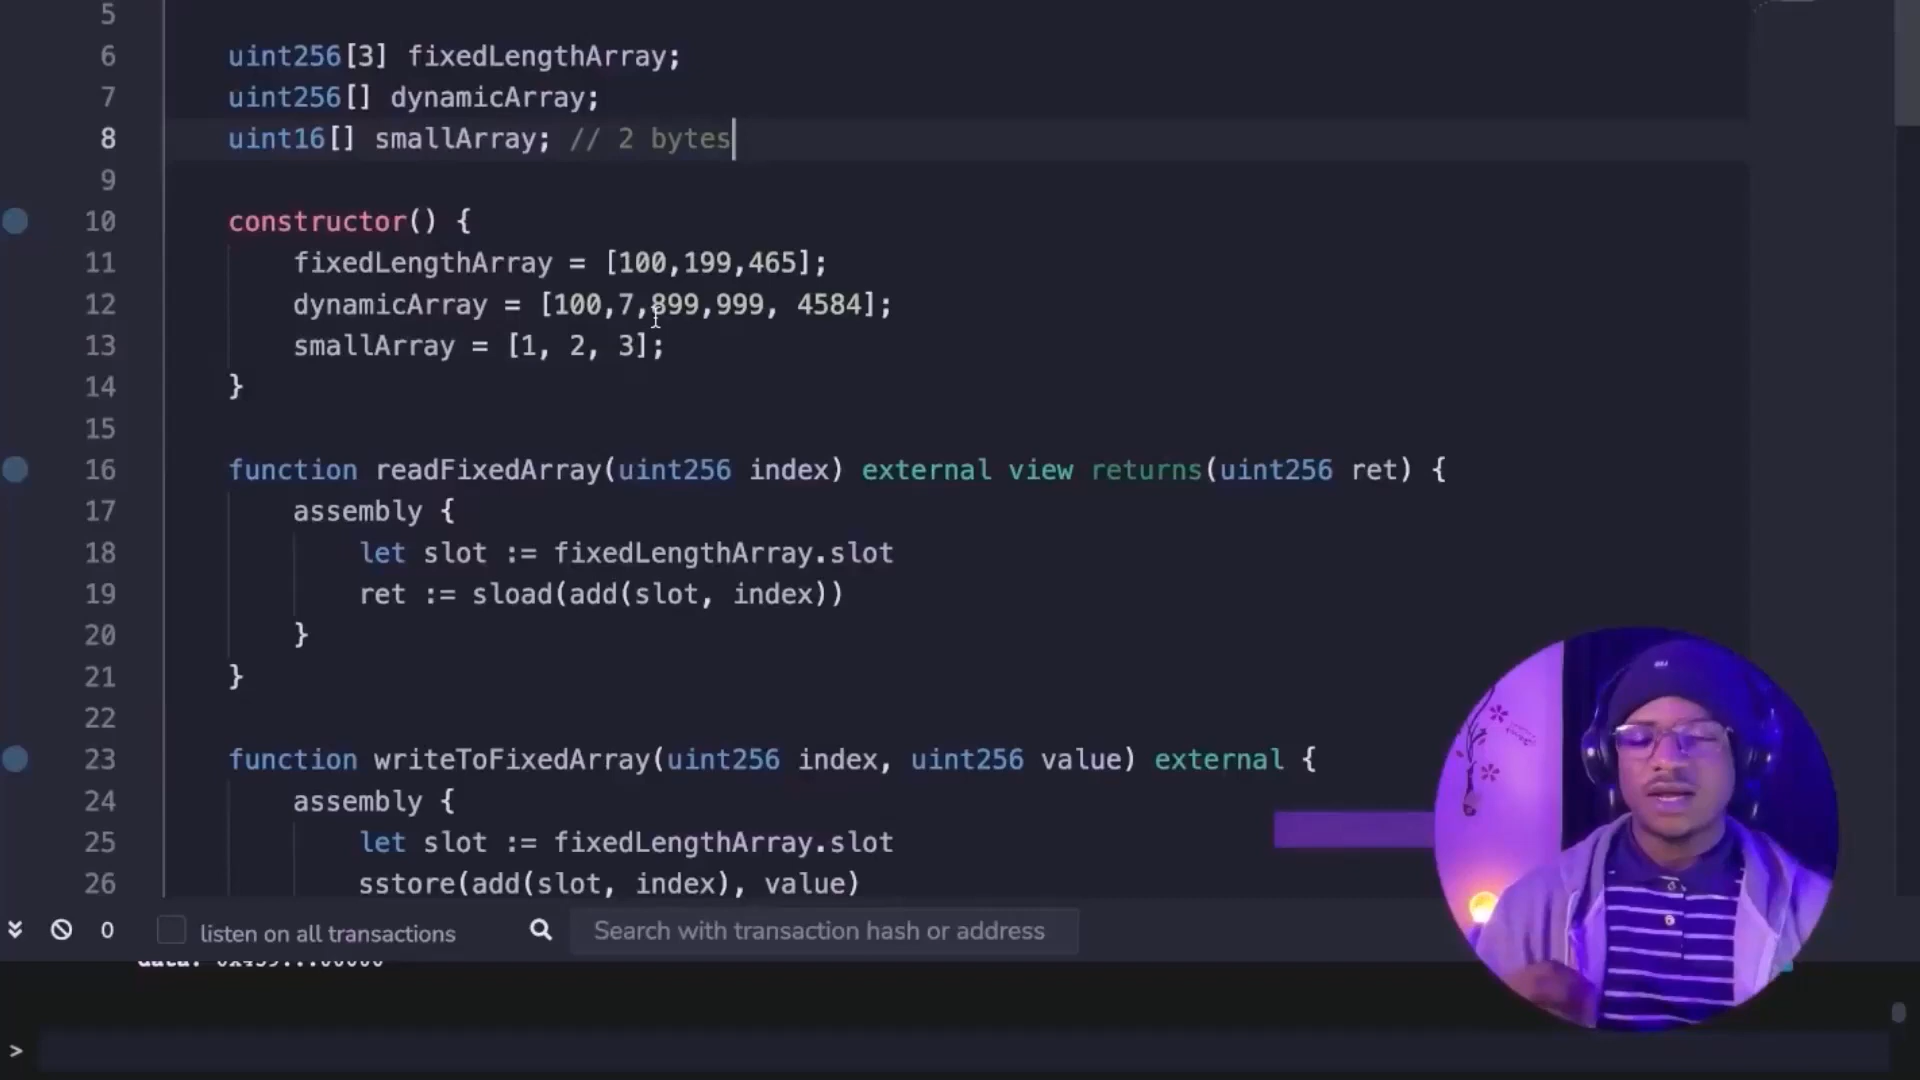 5
6 uint256[3] fixedLengthArray;
7 uint256[] dynamicArray;
8 uint16[] smallArray; // 2 bytes
9
10 constructor() {
11 fixedLengthArray = [100,199,465];
12 dynamicArray = [100,7,899,999, 4584];
13 smallArray = [1, 2, 3];
14 }
15
16 function readFixedArray(uint256 index) external view returns(uint256 ret) {
17 assembly {
18 let slot := fixedLengthArray.slot
19 ret := sload(add(slot, index))
20 }
21 }
22
23 function writeToFixedArray(uint256 index, uint256 value) external {
24 assembly {
25 let slot := fixedLengthArray.slot
26 sstore(add(slot, index), value)
0 listen on all transactions Search with transaction hash or address
data: 0x459...00000
>